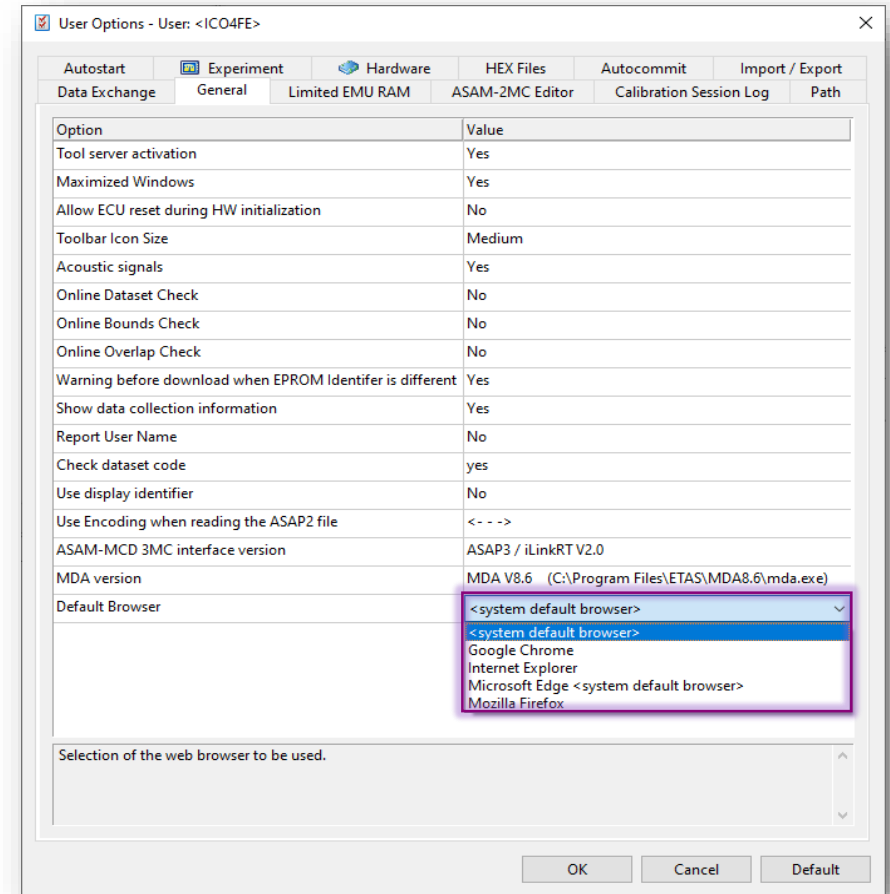 User Options - User: <ICO4FE>
Autostart Experiment Hardware HEX Files Autocommit Import / Export
Data Exchange General Limited EMU RAM ASAM-2MC Editor Calibration Session Log Path
Option Value
Tool server activation Yes
Maximized Windows Yes
Allow ECU reset during HW initialization No
Toolbar Icon Size Medium
Acoustic signals Yes
Online Dataset Check No
Online Bounds Check No
Online Overlap Check No
Warning before download when EPROM Identifer is different Yes
Show data collection information Yes
Report User Name No
Check dataset code yes
Use display identifier No
Use Encoding when reading the ASAP2 file <- - ->
ASAM-MCD 3MC interface version ASAP3 / iLinkRT V2.0
MDA version MDA V8.6 (C:\Program Files\ETAS\MDA8.6\mda.exe)
Default Browser <system default browser>
<system default browser>
Google Chrome
Internet Explorer
Microsoft Edge <system default browser>
Mozilla Firefox
Selection of the web browser to be used.
OK Cancel Default